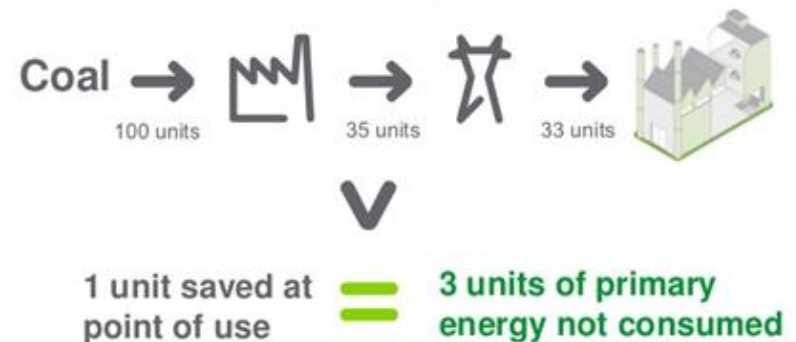 Coal
100 units
35 units
33 units
1 unit saved at
point of use
=
3 units of primary
energy not consumed